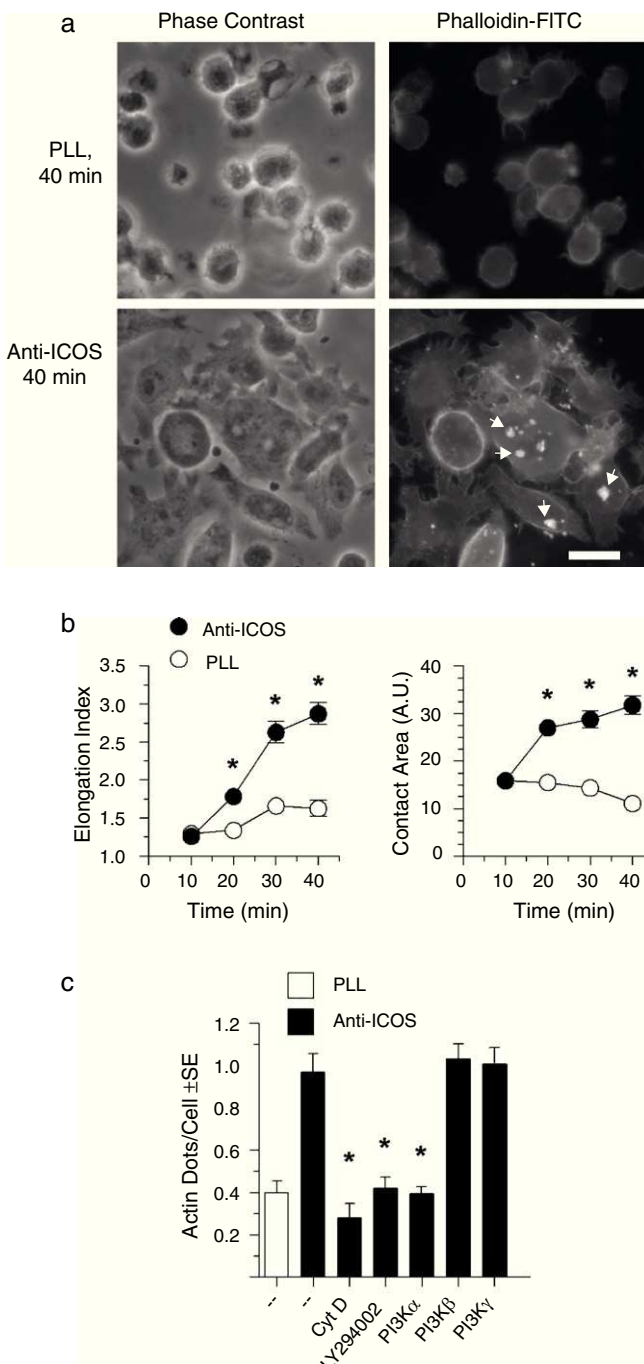 a
Phase Contrast
Phalloidin-FITC
PLL,
40 min
Anti-ICOS
40 min
b
Anti-ICOS
PLL
Elongation Index
3.5
3.0
2.5
2.0
1.5
1.0
0
10
20
30
40
Time (min)
* * *
Contact Area (A.U.)
40
30
20
10
0
0
10
20
30
40
Time (min)
* * *
c
PLL
Anti-ICOS
Actin Dots/Cell ±SE
1.2
1.0
0.8
0.6
0.4
0.2
* * *
--
--
Cyt D
LY294002
PI3Kα
PI3Kβ
PI3Kγ